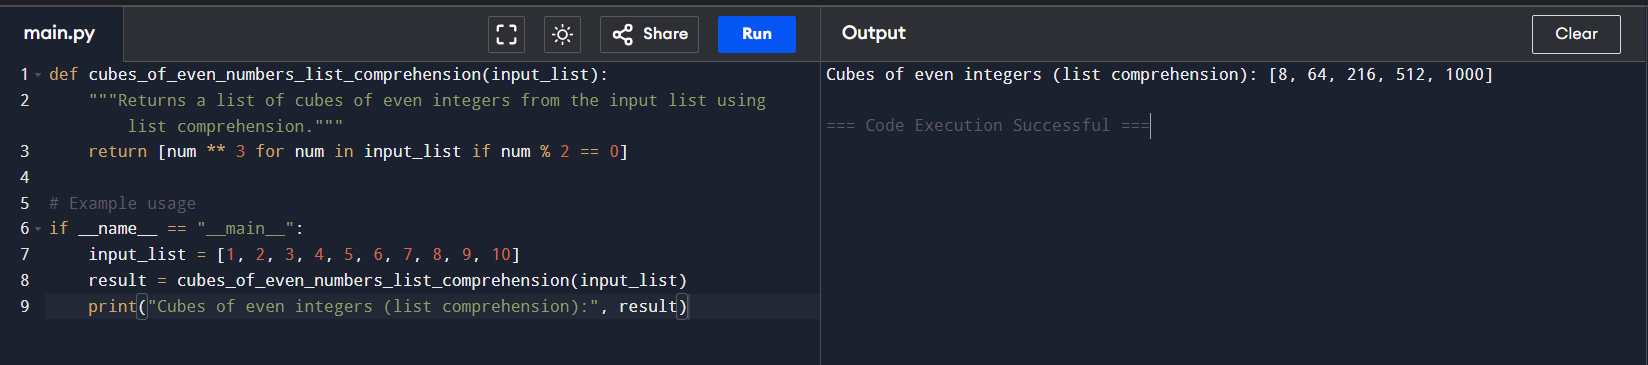 main.py
Share
Run
Output
Clear
1 def cubes_of_even_numbers_list_comprehension(input_list):
2     """Returns a list of cubes of even integers from the input list using
        list comprehension."""
3     return [num ** 3 for num in input_list if num % 2 == 0]
4
5 # Example usage
6 if __name__ == "__main__":
7     input_list = [1, 2, 3, 4, 5, 6, 7, 8, 9, 10]
8     result = cubes_of_even_numbers_list_comprehension(input_list)
9     print("Cubes of even integers (list comprehension):", result)
Cubes of even integers (list comprehension): [8, 64, 216, 512, 1000]
=== Code Execution Successful ===